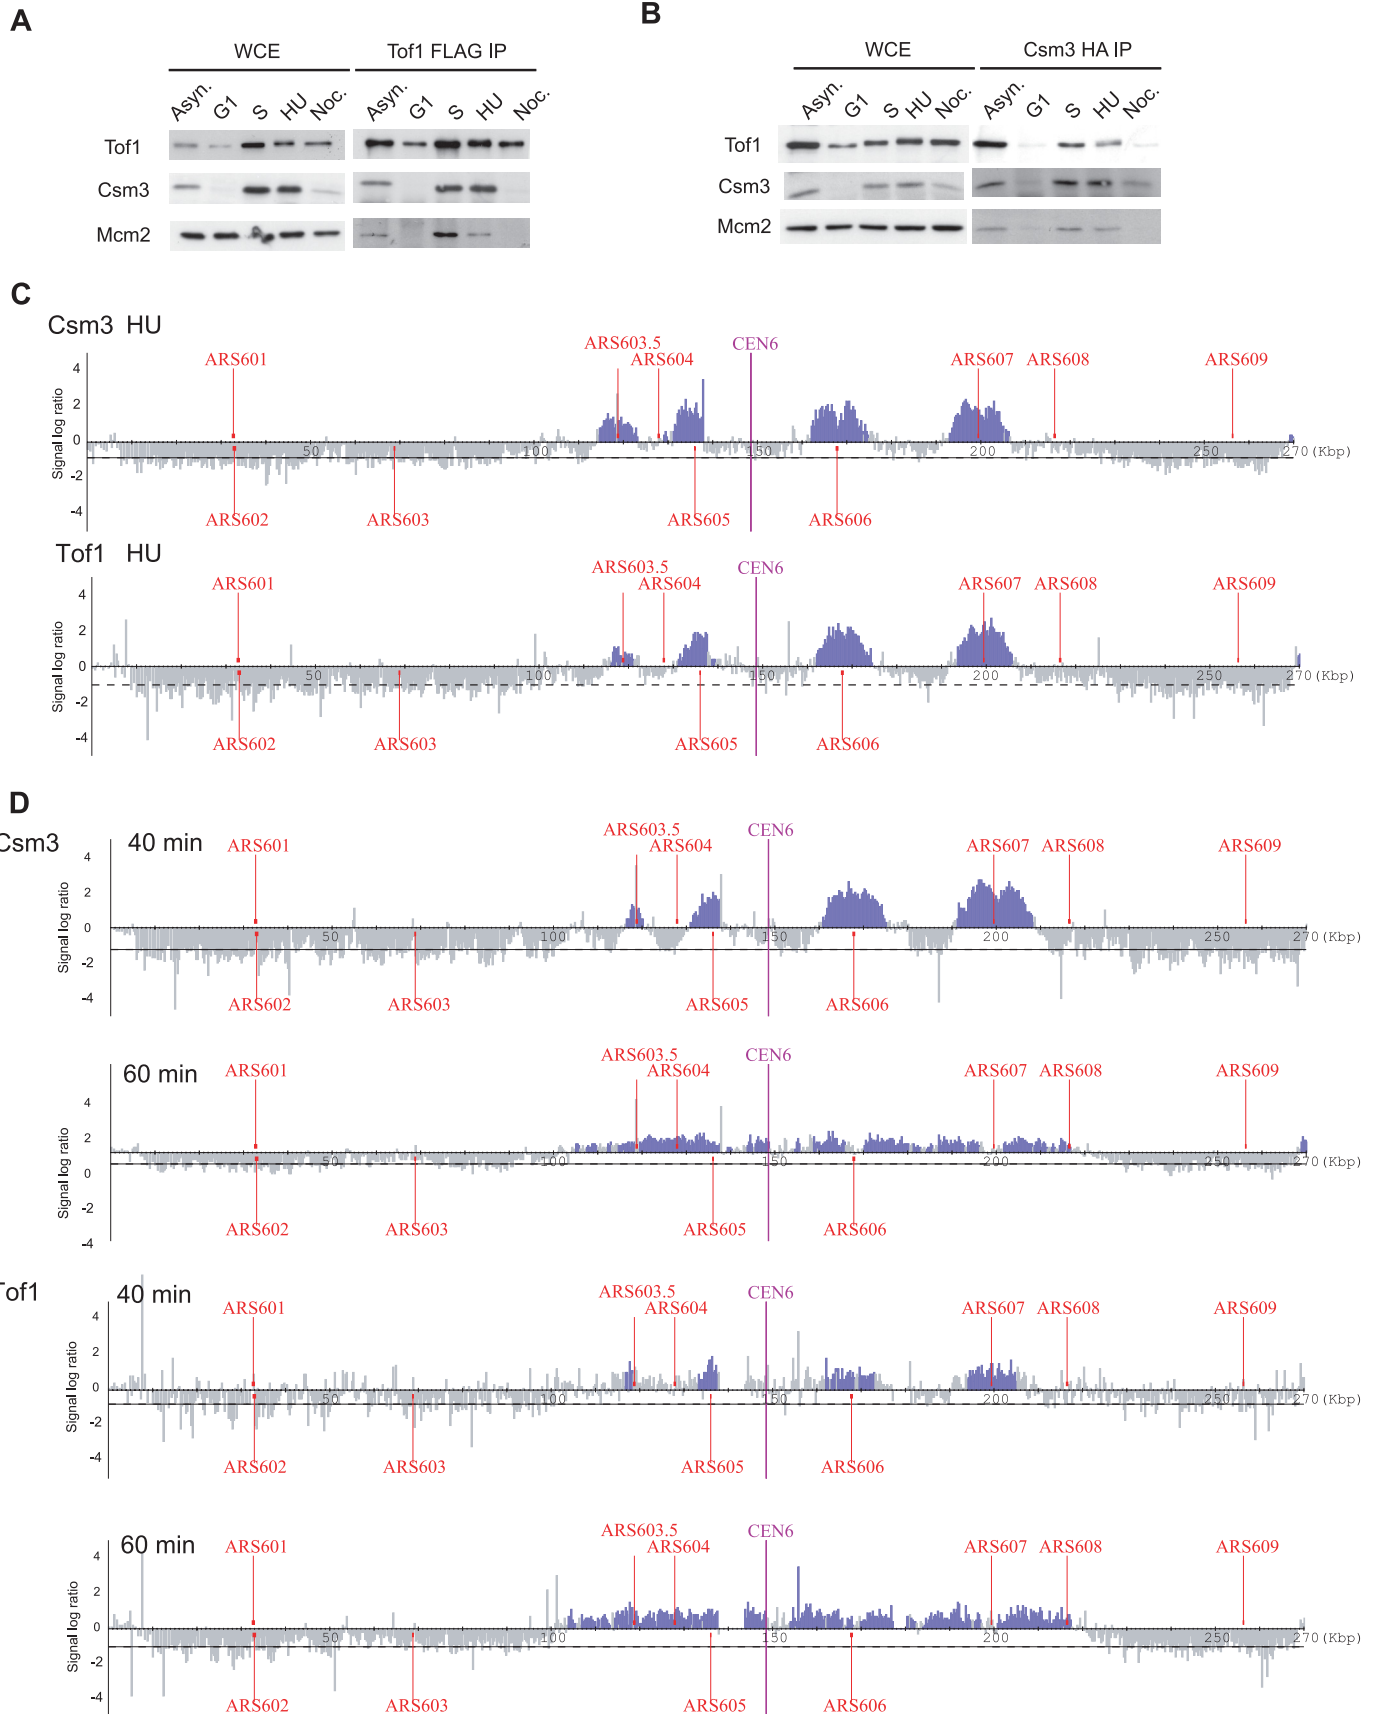 A
WCE
Tof1 FLAG IP
Asyn. G1 S HU Noc. Asyn. G1 S HU Noc.
Tof1
Csm3
Mcm2
B
WCE
Csm3 HA IP
Asyn. G1 S HU Noc. Asyn. G1 S HU Noc.
Tof1
Csm3
Mcm2
C
Csm3 HU
ARS603.5 CEN6
ARS601 ARS604 ARS607 ARS608 ARS609
Signal log ratio
4
2
0
-2
-4
50 100 150 200 250 270 (Kbp)
ARS602 ARS603 ARS605 ARS606
Tof1 HU
ARS603.5 CEN6
ARS601 ARS604 ARS607 ARS608 ARS609
Signal log ratio
4
2
0
-2
-4
50 100 150 200 250 270 (Kbp)
ARS602 ARS603 ARS605 ARS606
D
Csm3 40 min
ARS603.5 CEN6
ARS601 ARS604 ARS607 ARS608 ARS609
Signal log ratio
4
2
0
-2
-4
50 100 150 200 250 270 (Kbp)
ARS602 ARS603 ARS605 ARS606
60 min
ARS603.5 CEN6
ARS601 ARS604 ARS607 ARS608 ARS609
Signal log ratio
4
2
0
-2
-4
50 100 150 200 250 270 (Kbp)
ARS602 ARS603 ARS605 ARS606
Tof1 40 min
ARS603.5 CEN6
ARS601 ARS604 ARS607 ARS608 ARS609
Signal log ratio
4
2
0
-2
-4
50 100 150 200 250 270 (Kbp)
ARS602 ARS603 ARS605 ARS606
60 min
ARS603.5 CEN6
ARS601 ARS604 ARS607 ARS608 ARS609
Signal log ratio
4
2
0
-2
-4
50 100 150 200 250 270 (Kbp)
ARS602 ARS603 ARS605 ARS606